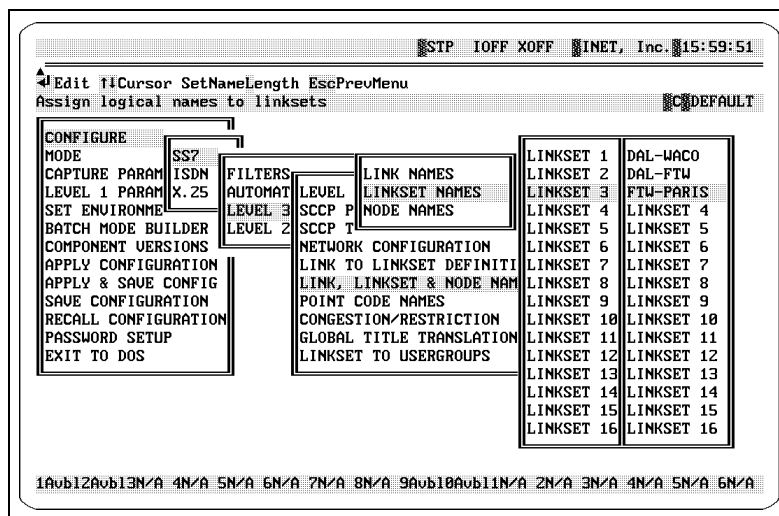 STP IOFF XOFF INET, Inc. 15:59:51
Edit ↑↓Cursor SetNameLength EscPrevMenu
Assign logical names to linksets C DEFAULT
CONFIGURE
MODE
CAPTURE PARAM
LEVEL 1 PARAM
SET ENVIRONME
BATCH MODE BUILDER
COMPONENT VERSIONS
APPLY CONFIGURATION
APPLY & SAVE CONFIG
SAVE CONFIGURATION
RECALL CONFIGURATION
PASSWORD SETUP
EXIT TO DOS
SS7
ISDN
X.25
FILTERS
AUTOMAT
LEVEL 3
LEVEL 2
LEVEL
SCCP P
SCCP T
NETWORK CONFIGURATION
LINK TO LINKSET DEFINITI
LINK, LINKSET & NODE NAM
POINT CODE NAMES
CONGESTION/RESTRICTION
GLOBAL TITLE TRANSLATION
LINKSET TO USERGROUPS
LINK NAMES
LINKSET NAMES
NODE NAMES
LINKSET 1 DAL-WACO
LINKSET 2 DAL-FTW
LINKSET 3 FTW-PARIS
LINKSET 4 LINKSET 4
LINKSET 5 LINKSET 5
LINKSET 6 LINKSET 6
LINKSET 7 LINKSET 7
LINKSET 8 LINKSET 8
LINKSET 9 LINKSET 9
LINKSET 10 LINKSET 10
LINKSET 11 LINKSET 11
LINKSET 12 LINKSET 12
LINKSET 13 LINKSET 13
LINKSET 14 LINKSET 14
LINKSET 15 LINKSET 15
LINKSET 16 LINKSET 16
1Avbl2Avbl3N/A 4N/A 5N/A 6N/A 7N/A 8N/A 9Avbl0Avbl1N/A 2N/A 3N/A 4N/A 5N/A 6N/A